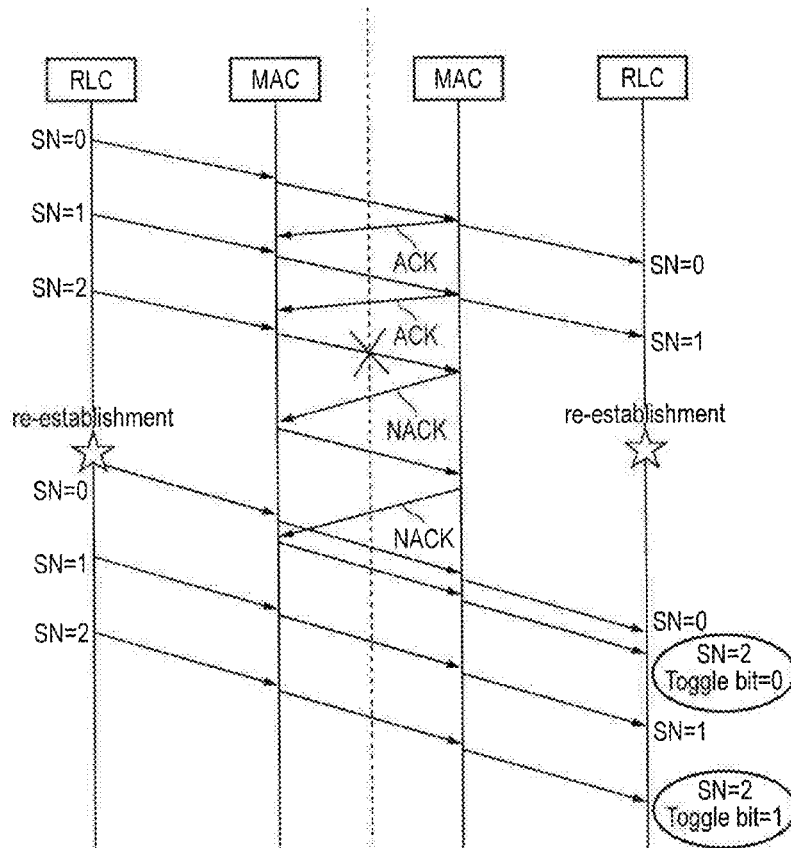 RLC
MAC
MAC
RLC
SN=0
SN=1
ACK
SN=0
SN=2
ACK
SN=1
re-establishment
NACK
re-establishment
SN=0
NACK
SN=1
SN=0
SN=2
SN=2
Toggle bit=0
SN=1
SN=2
Toggle bit=1